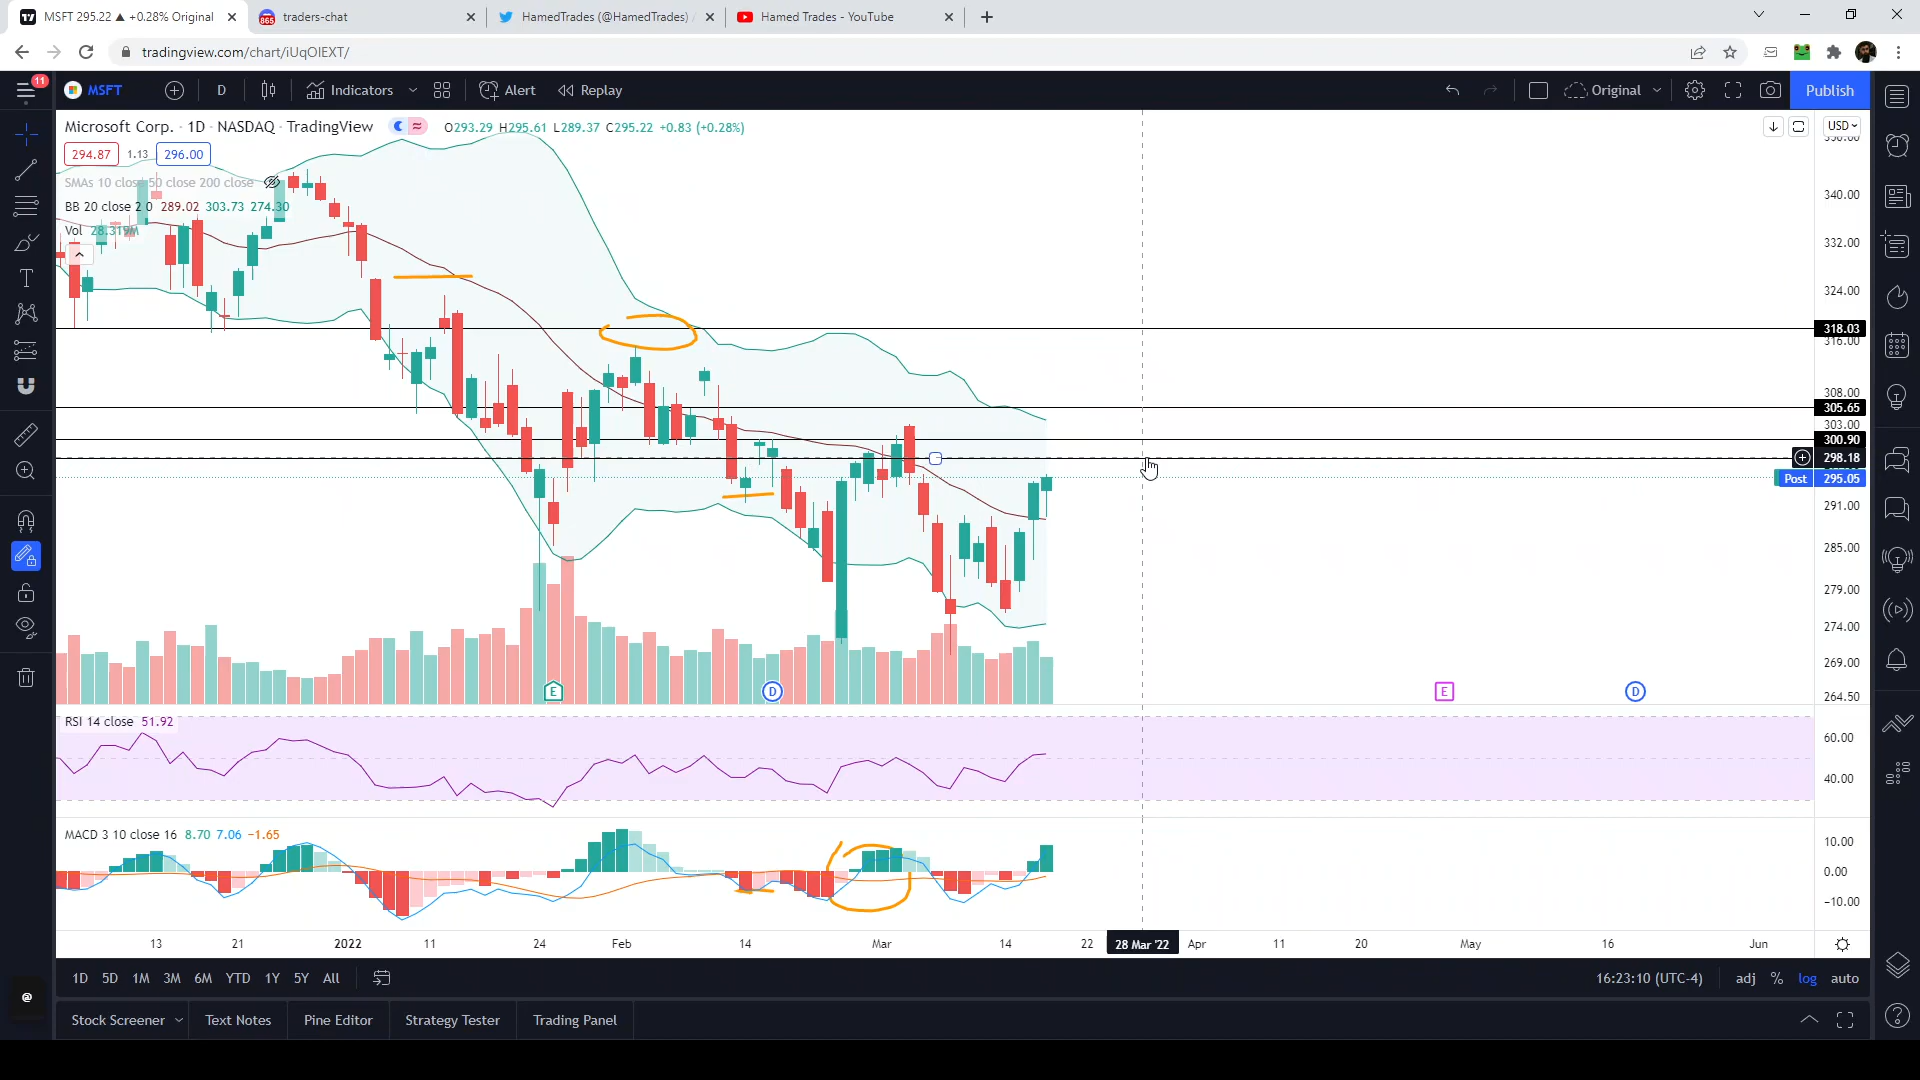 MSFT 295.22 ▲ +0.28% Original
traders-chat
HamedTrades (@HamedTrades)
Hamed Trades - YouTube
tradingview.com/chart/iUqOIEXT/
11
MSFT
D
Indicators
Alert
Replay
Original
Publish
Microsoft Corp. · 1D · NASDAQ · TradingView
O293.29 H295.61 L289.37 C295.22 +0.83 (+0.28%)
USD
294.87 1.13 296.00
SMAs 10 close 50 close 200 close
BB 20 close 2 0 289.02 303.73 274.30
Vol 28.319M
340.00
332.00
324.00
318.03
316.00
308.00
305.65
303.00
300.90
298.18
Post 295.05
291.00
285.00
279.00
274.00
269.00
264.50
E
D
E
D
RSI 14 close 51.92
60.00
40.00
MACD 3 10 close 16 8.70 7.06 −1.65
10.00
0.00
−10.00
13 21 2022 11 24 Feb 14 Mar 14 22 28 Mar '22 Apr 11 20 May 16 Jun
1D 5D 1M 3M 6M YTD 1Y 5Y All
16:23:10 (UTC-4) adj % log auto
Stock Screener Text Notes Pine Editor Strategy Tester Trading Panel